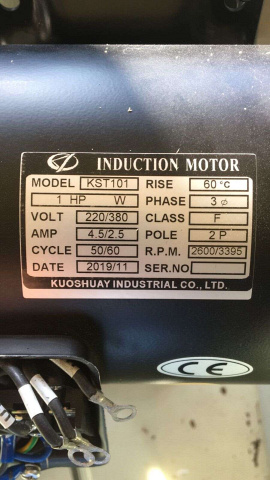 INDUCTION MOTOR
MODEL KST101 RISE 60°C
1 HP W PHASE 3 ø
VOLT 220/380 CLASS F
AMP 4.5/2.5 POLE 2 P
CYCLE 50/60 R.P.M. 2600/3395
DATE 2019/11 SER.NO
KUOSHUAY INDUSTRIAL CO., LTD.
CE